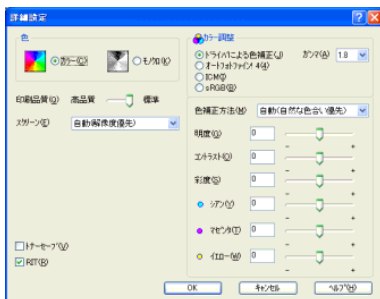 詳細設定
色
カラー(C)
モノクロ(K)
印刷品質(Q) 高品質 標準
スクリーン(E) 自動(解像度優先)
トナーセーブ(V)
RIT(R)
カラー調整
ドライバによる色補正(J) ガンマ(A) 1.8
オートフォトファイン!4(4)
ICM(I)
sRGB(B)
色補正方法(M) 自動(自然な色合い優先)
明度(G) 0
- +
コントラスト(O) 0
- +
彩度(S) 0
- +
シアン(Y) 0
- +
マゼンタ(T) 0
- +
イエロー(W) 0
- +
OK キャンセル ヘルプ(H)